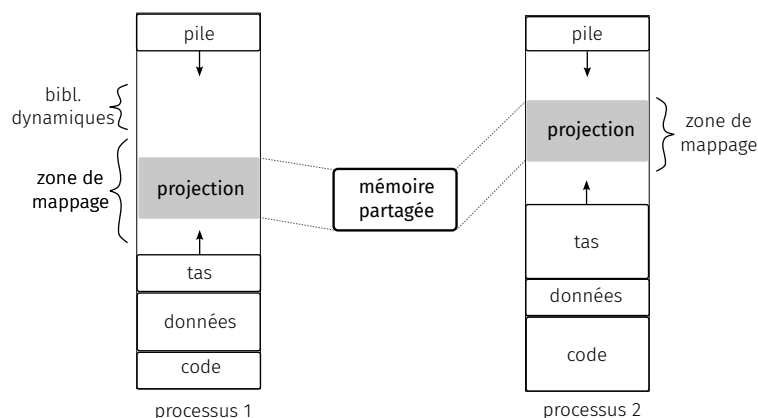 pile
bibl.
dynamiques
zone de
mappage
projection
tas
données
code
processus 1
mémoire
partagée
pile
projection
zone de
mappage
tas
données
code
processus 2